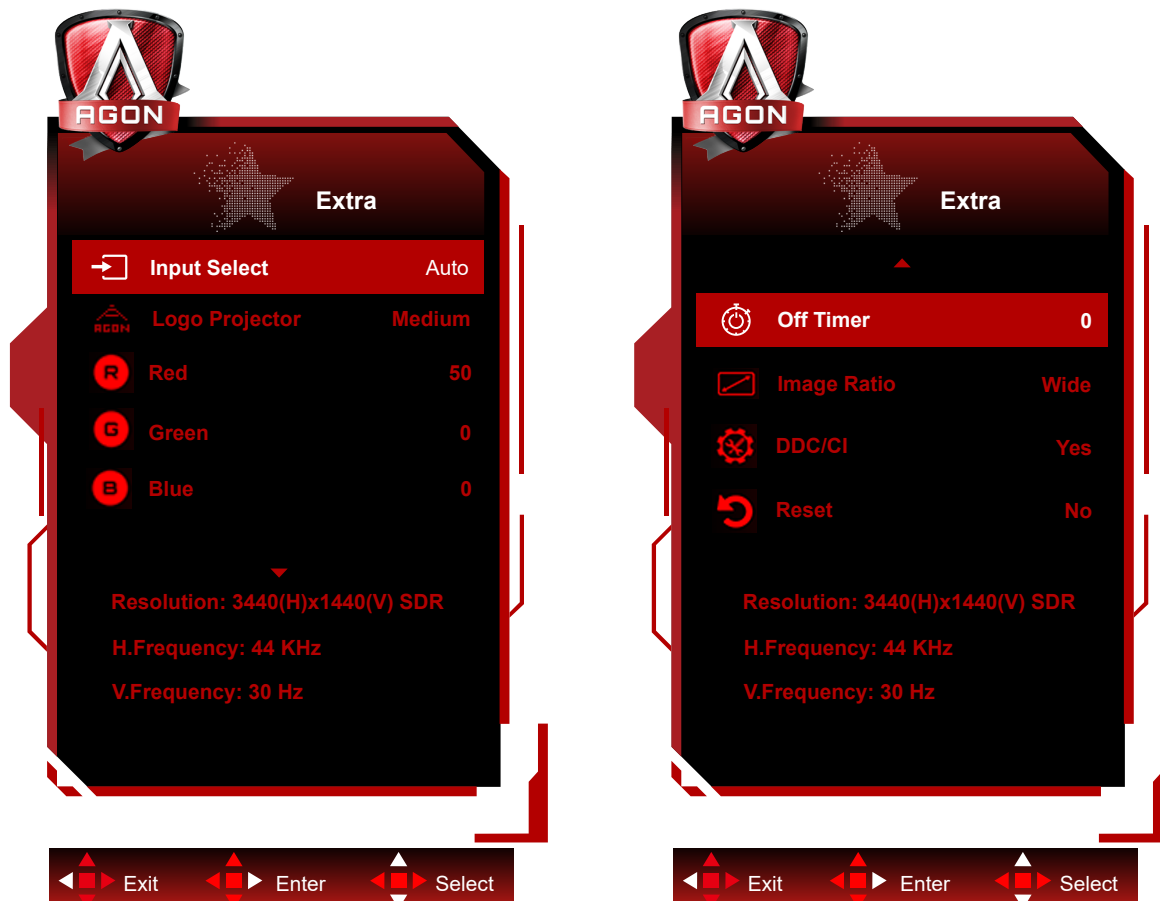 AGON
Extra
Input Select Auto
AGON Logo Projector Medium
R Red 50
G Green 0
B Blue 0
Resolution: 3440(H)x1440(V) SDR
H.Frequency: 44 KHz
V.Frequency: 30 Hz
Exit Enter Select
AGON
Extra
Off Timer 0
Image Ratio Wide
DDC/CI Yes
Reset No
Resolution: 3440(H)x1440(V) SDR
H.Frequency: 44 KHz
V.Frequency: 30 Hz
Exit Enter Select